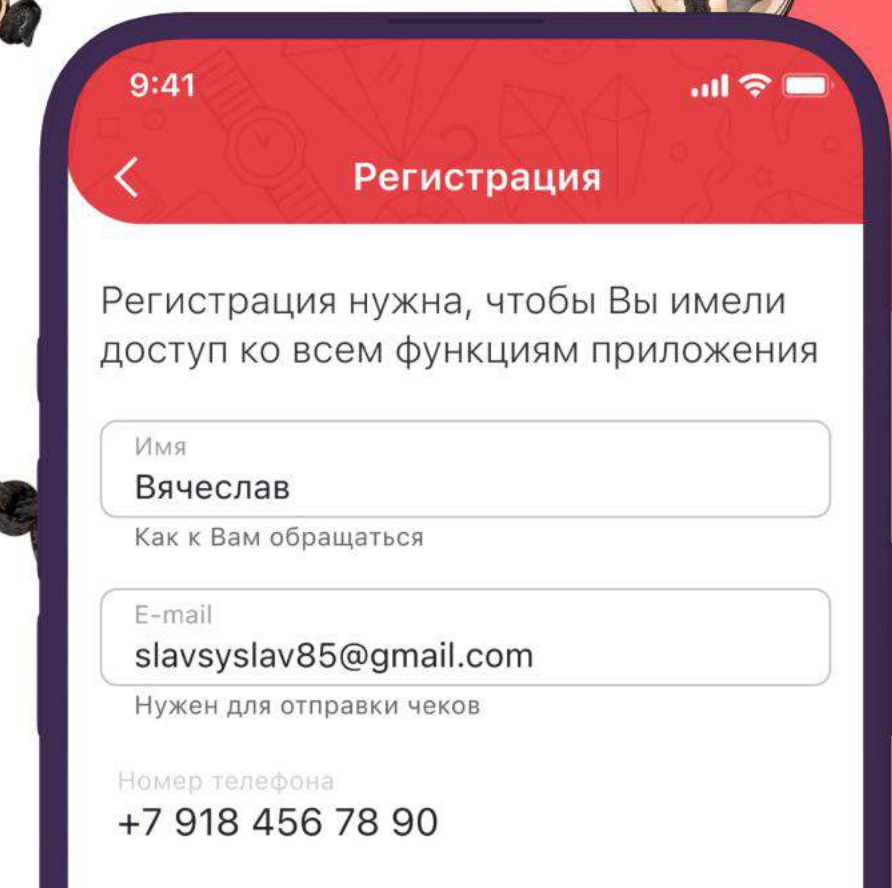 9:41
Регистрация
Регистрация нужна, чтобы Вы имели
доступ ко всем функциям приложения
Имя
Вячеслав
Как к Вам обращаться
E-mail
slavsyslav85@gmail.com
Нужен для отправки чеков
Номер телефона
+7 918 456 78 90